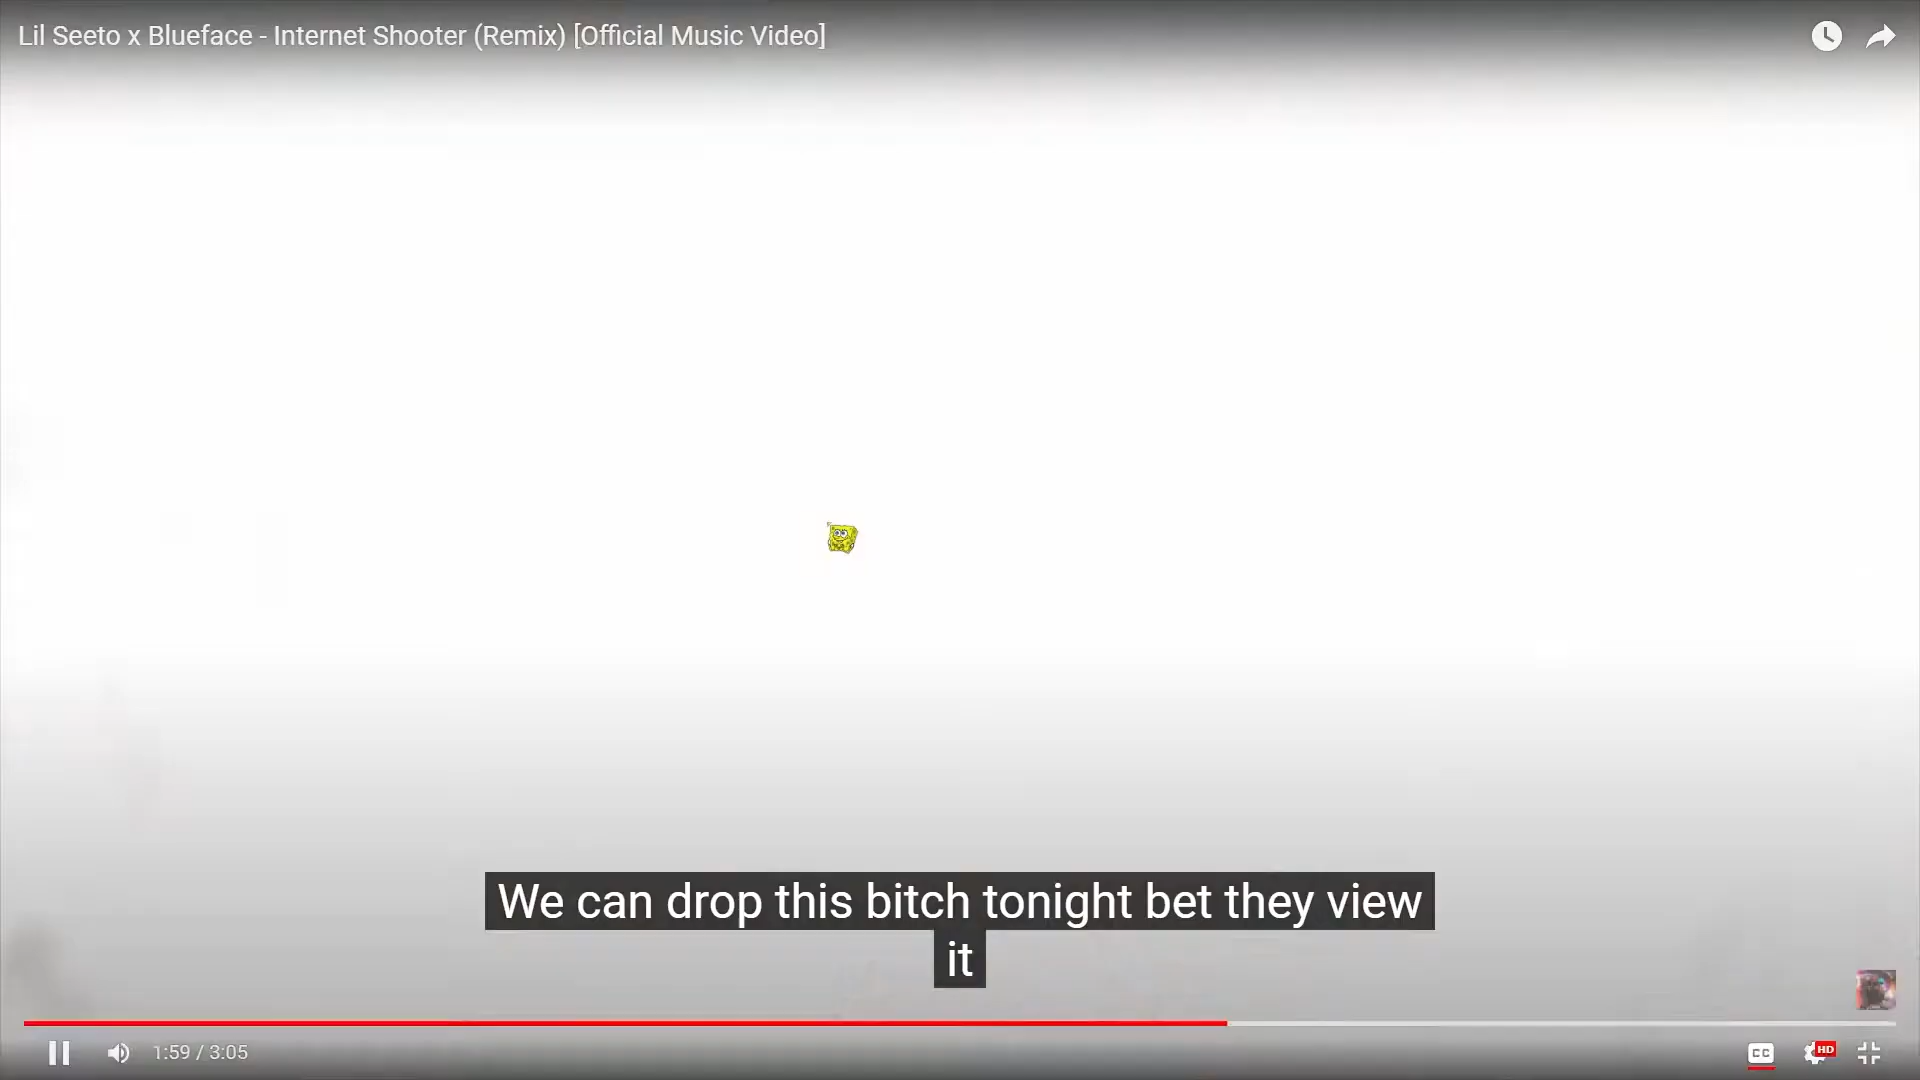 Lil Seeto x Blueface - Internet Shooter (Remix) [Official Music Video]
We can drop this bitch tonight bet they view
it
1:59 / 3:05
CC
HD